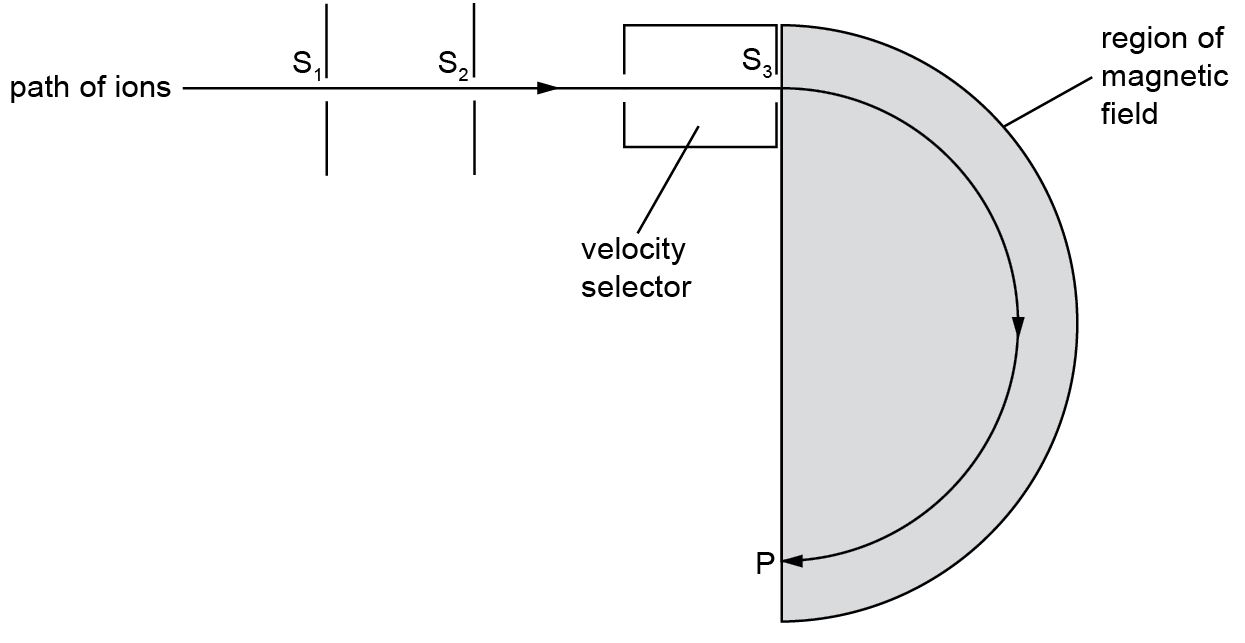 S₁
S₂
S₃
path of ions
region of
magnetic
field
velocity
selector
P